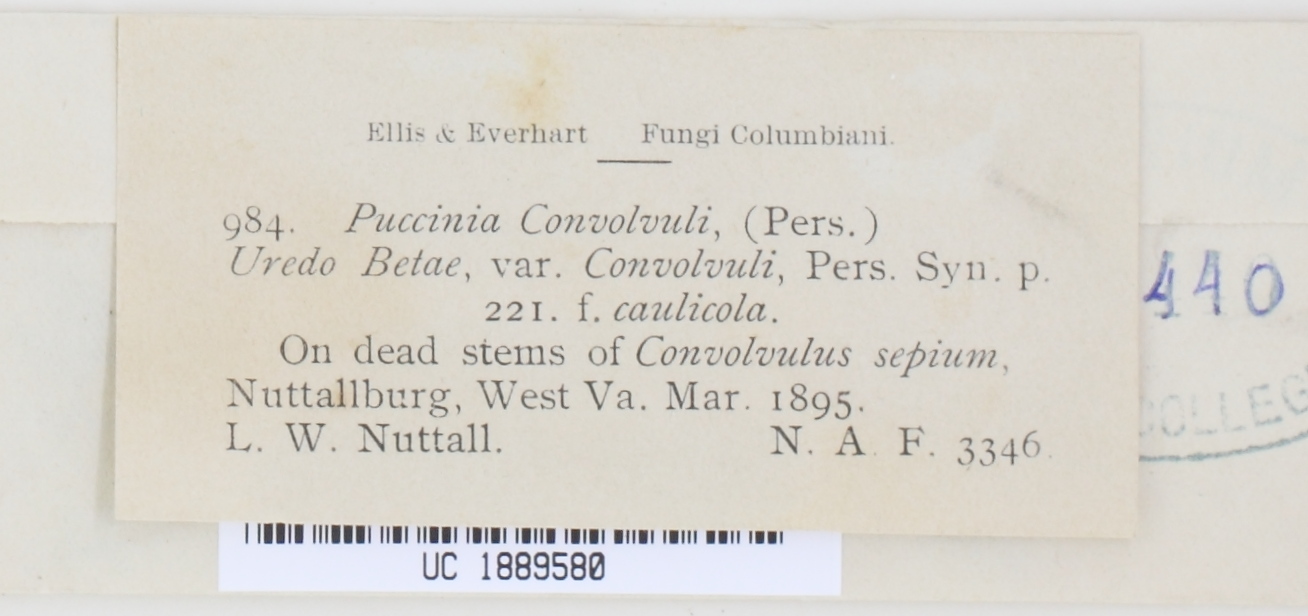 Ellis & Everhart Fungi Columbiani.
984. Puccinia Convolvuli, (Pers.)
Uredo Betae, var. Convolvuli, Pers. Syn. p.
221. f. caulicola.
On dead stems of Convolvulus sepium,
Nuttallburg, West Va. Mar. 1895.
L. W. Nuttall. N. A. F. 3346.
440
UC 1889580